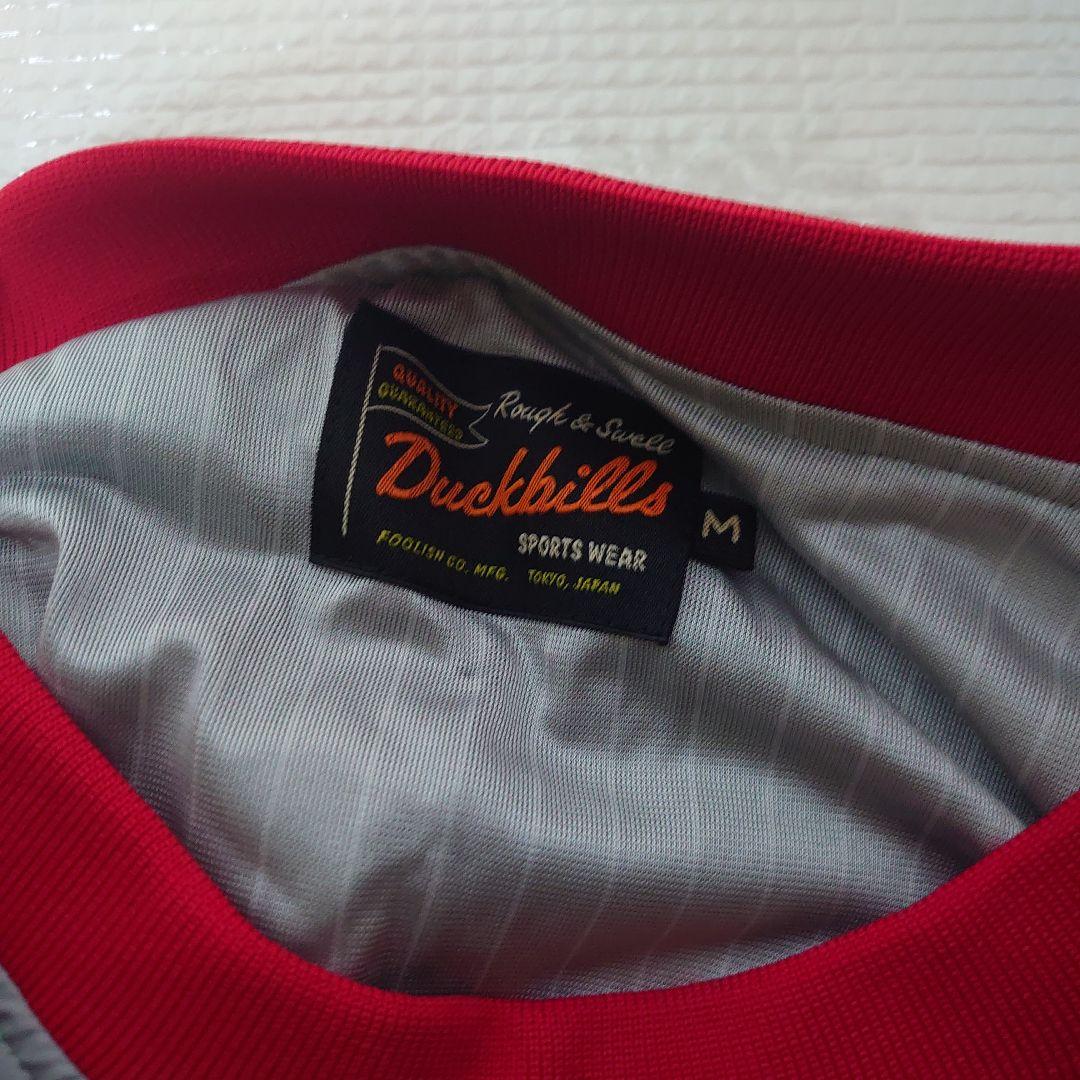 QUALITY
GUARANTEED
Rough & Swell
Duckbills
SPORTS WEAR
FOOLISH CO. MFG. TOKYO, JAPAN
M